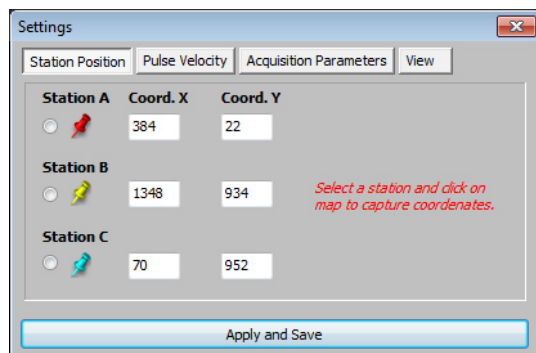 Settings
Station Position Pulse Velocity Acquisition Parameters View
Station A Coord. X Coord. Y
384 22
Station B
1348 934
Select a station and click on
map to capture coordenates.
Station C
70 952
Apply and Save